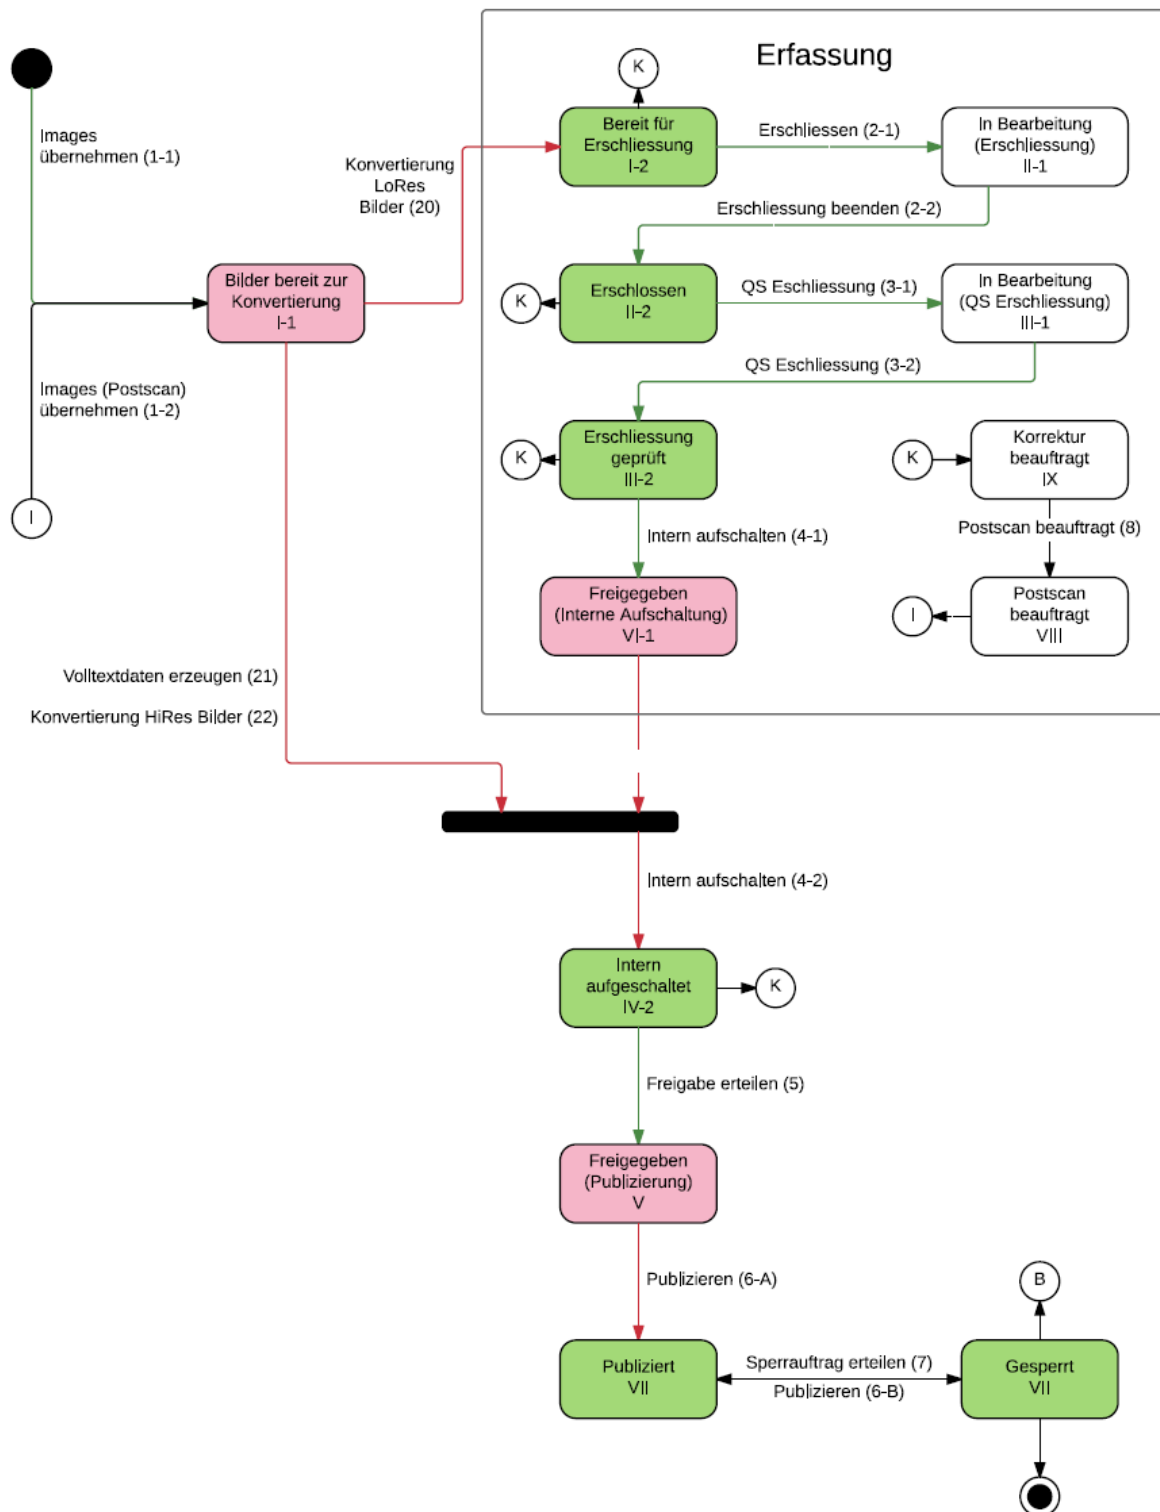 Erfassung
K
Images
übernehmen (1-1)
Bereit für
Erschliessung
I-2
Erschliessen (2-1)
In Bearbeitung
(Erschliessung)
II-1
Konvertierung
LoRes
Bilder (20)
Erschliessung beenden (2-2)
Bilder bereit zur
Konvertierung
I-1
K
Erschlossen
II-2
QS Eschliessung (3-1)
In Bearbeitung
(QS Erschliessung)
III-1
Images (Postscan)
übernehmen (1-2)
QS Eschliessung (3-2)
I
K
Erschliessung
geprüft
III-2
K
Korrektur
beauftragt
IX
Intern aufschalten (4-1)
Postscan beauftragt (8)
Freigegeben
(Interne Aufschaltung)
VI-1
I
Postscan
beauftragt
VIII
Volltextdaten erzeugen (21)
Konvertierung HiRes Bilder (22)
Intern aufschalten (4-2)
Intern
aufgeschaltet
IV-2
K
Freigabe erteilen (5)
Freigegeben
(Publizierung)
V
Publizieren (6-A)
B
Publiziert
VII
Sperrauftrag erteilen (7)
Publizieren (6-B)
Gesperrt
VII